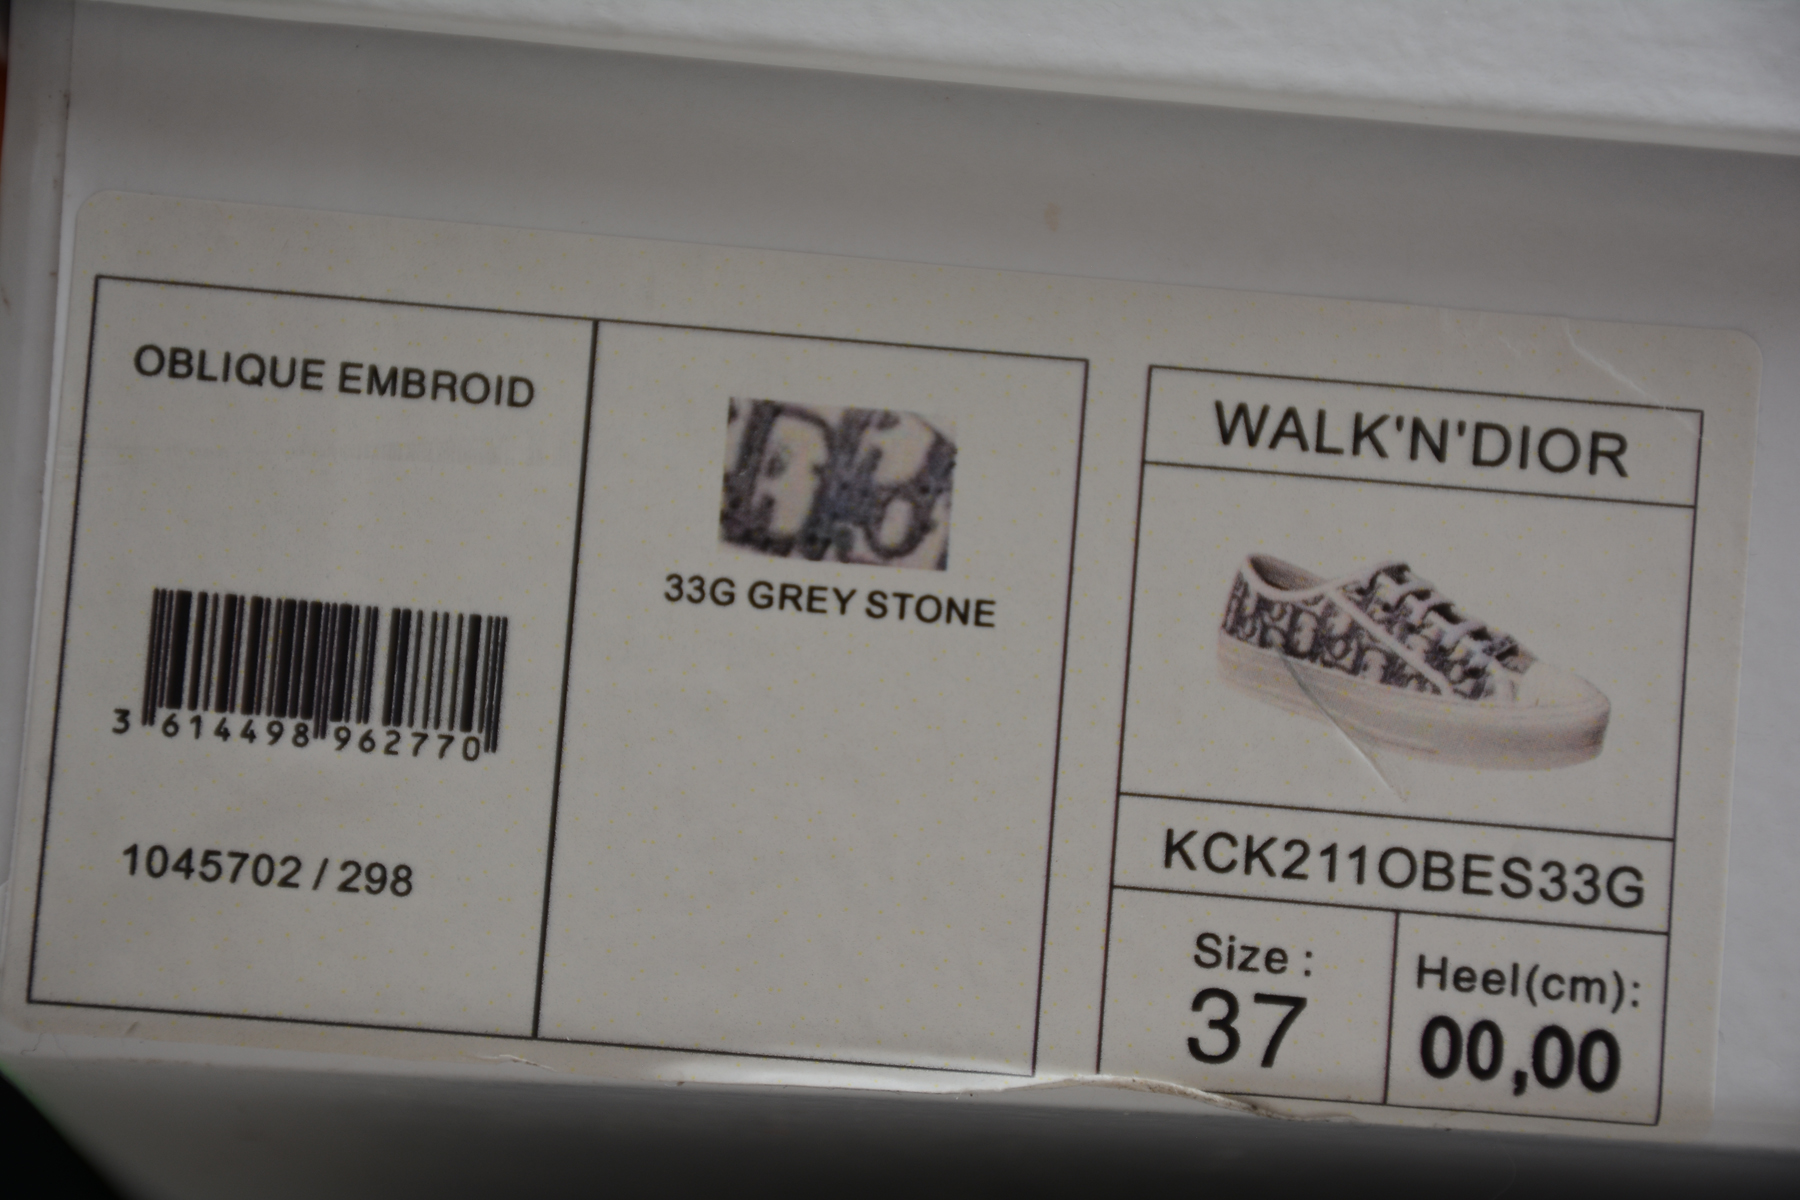 OBLIQUE EMBROID
3 614498 962770
1045702 / 298
33G GREY STONE
WALK'N'DIOR
KCK211OBES33G
Size :
37
Heel(cm):
00,00